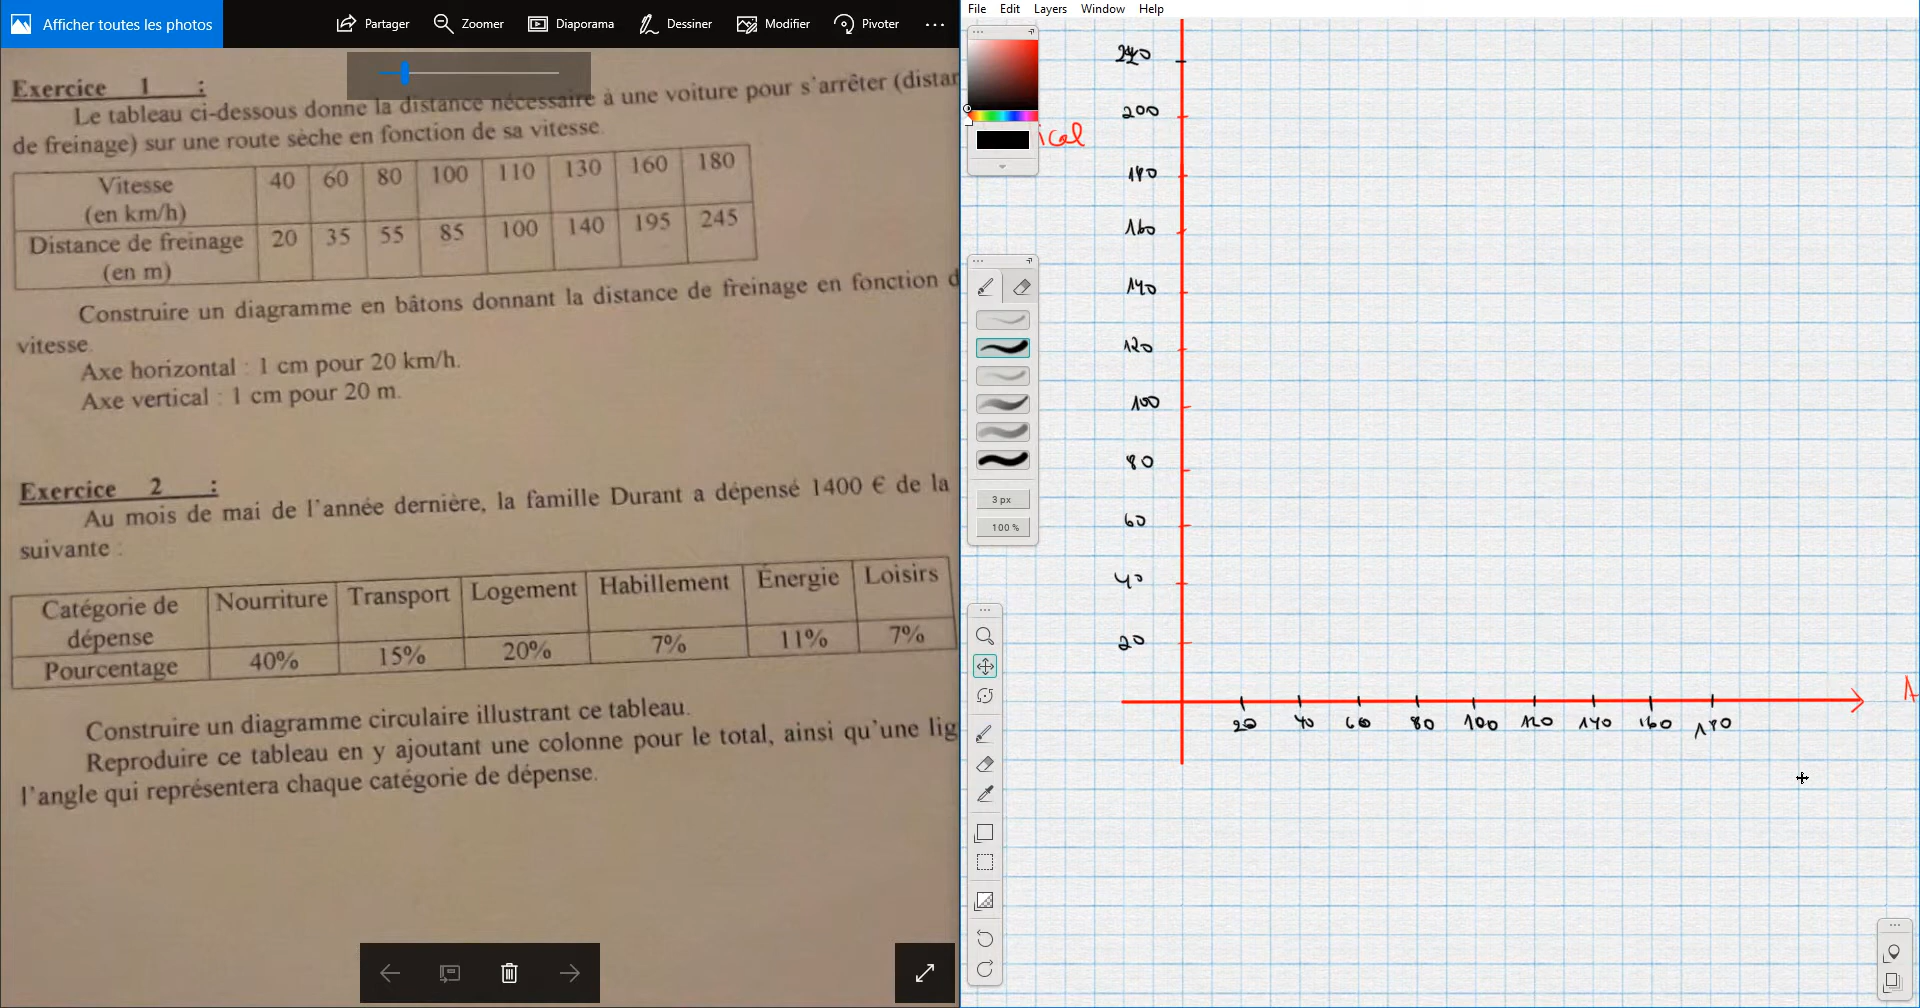 Afficher toutes les photos
Partager Zoomer Diaporama Dessiner Modifier Pivoter
Exercice 1 :
Le tableau ci-dessous donne la distance nécessaire à une voiture pour s'arrêter (distan
de freinage) sur une route sèche en fonction de sa vitesse.
Vitesse (en km/h) 40 60 80 100 110 130 160 180
Distance de freinage (en m) 20 35 55 85 100 140 195 245
Construire un diagramme en bâtons donnant la distance de freinage en fonction d
vitesse.
Axe horizontal : 1 cm pour 20 km/h.
Axe vertical : 1 cm pour 20 m.
Exercice 2 :
Au mois de mai de l'année dernière, la famille Durant a dépensé 1400 € de la
suivante :
Catégorie de dépense Nourriture Transport Logement Habillement Énergie Loisirs
Pourcentage 40% 15% 20% 7% 11% 7%
Construire un diagramme circulaire illustrant ce tableau.
Reproduire ce tableau en y ajoutant une colonne pour le total, ainsi qu'une lig
l'angle qui représentera chaque catégorie de dépense.
File Edit Layers Window Help
200
ical
160
140
120
100
80
60
40
20
3 px
100 %
20 40 60 80 100 120 140 160 180